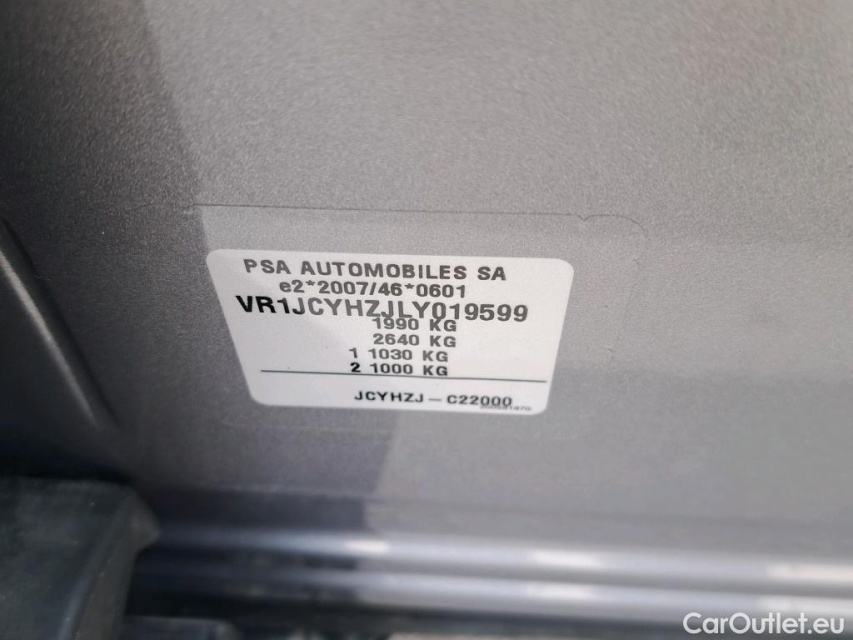 PSA AUTOMOBILES SA
e2*2007/46*0601
VR1JCYHZJLY019599
1990 KG
2640 KG
1 1030 KG
2 1000 KG
JCYHZJ – C22000
CarOutlet.eu